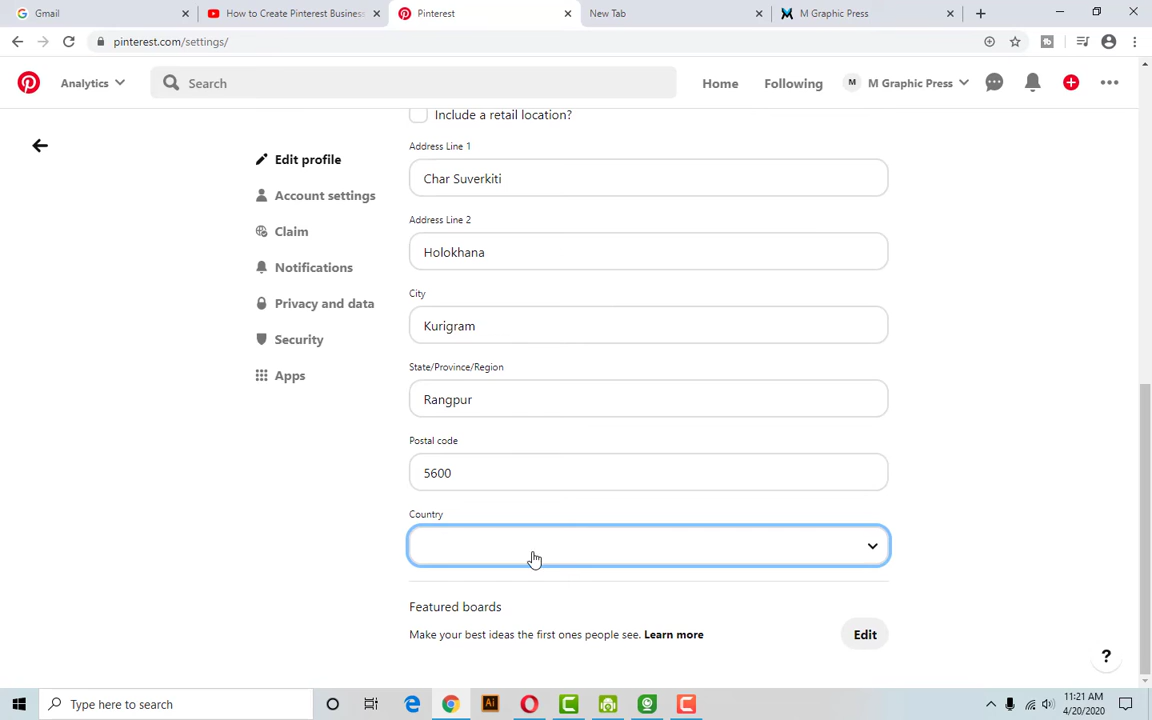 Gmail
How to Create Pinterest Business
Pinterest
New Tab
M Graphic Press
pinterest.com/settings/
Analytics
Search
Home
Following
M
M Graphic Press
Include a retail location?
Edit profile
Account settings
Claim
Notifications
Privacy and data
Security
Apps
Address Line 1
Char Suverkiti
Address Line 2
Holokhana
City
Kurigram
State/Province/Region
Rangpur
Postal code
5600
Country
Featured boards
Make your best ideas the first ones people see. Learn more
Edit
?
Type here to search
Ai
11:21 AM
4/20/2020